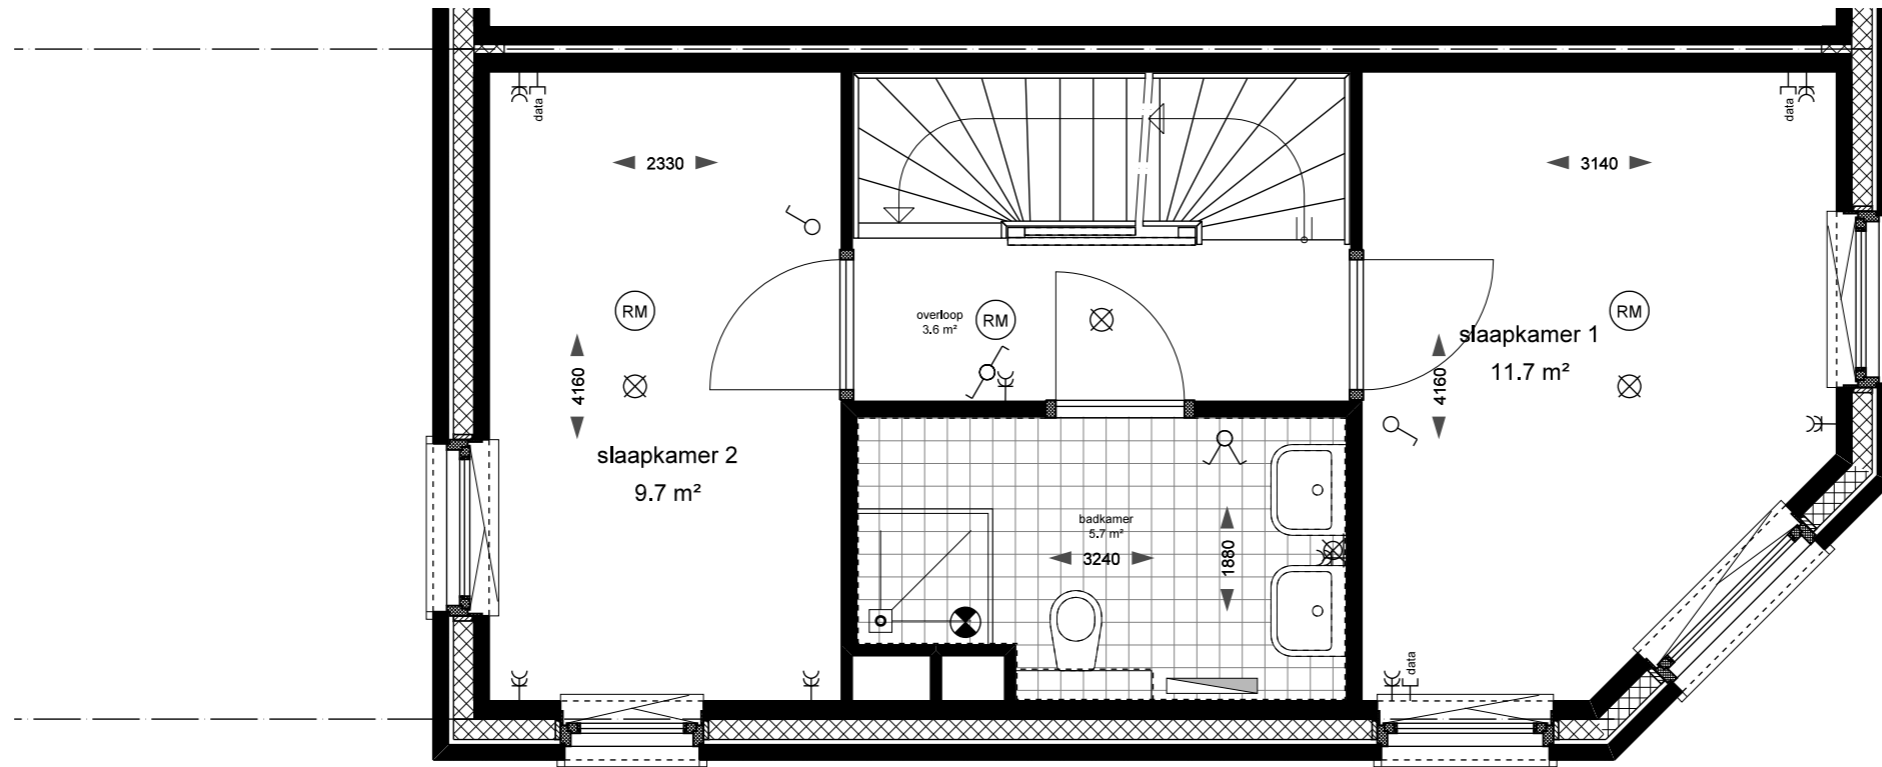 data
data
2330
3140
RM
overloop
3.6 m²
RM
RM
slaapkamer 1
11.7 m²
4160
4160
slaapkamer 2
9.7 m²
badkamer
5.7 m²
3240
1880
data